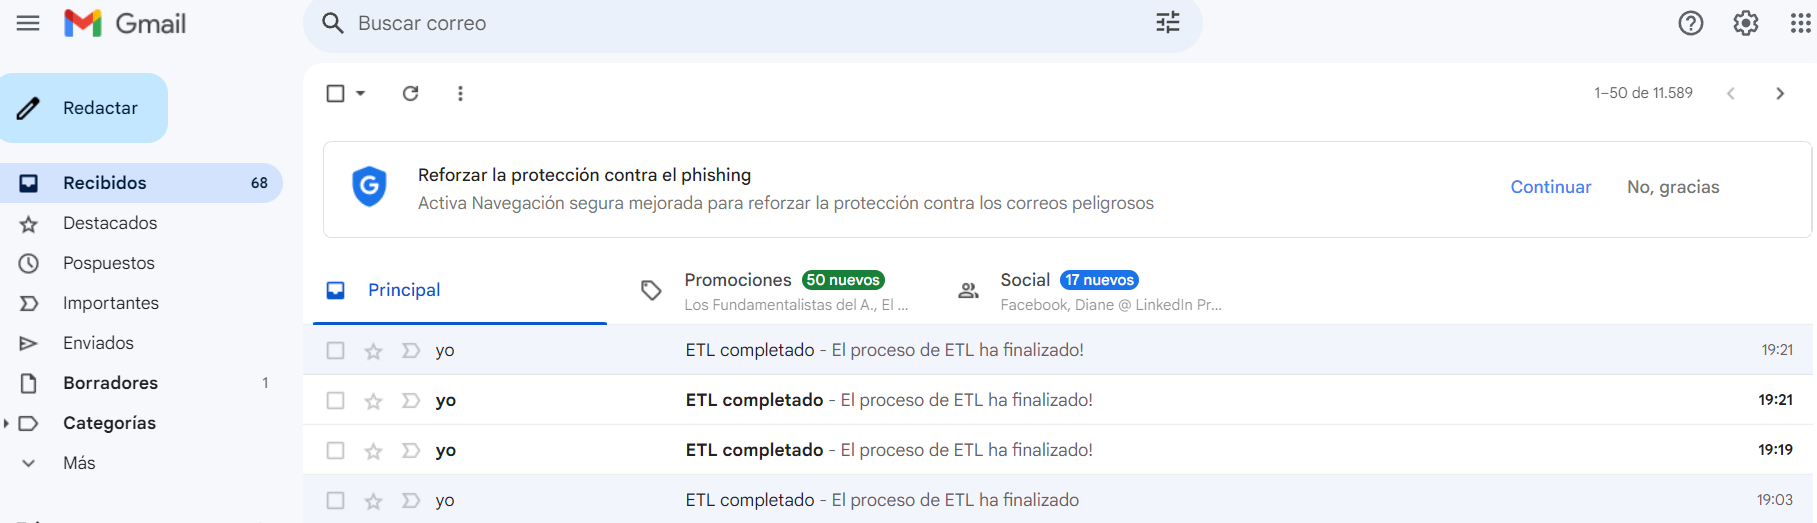 Gmail
Buscar correo
Redactar
1–50 de 11.589
Reforzar la protección contra el phishing
Activa Navegación segura mejorada para reforzar la protección contra los correos peligrosos
Continuar
No, gracias
Recibidos 68
Destacados
Pospuestos
Importantes
Enviados
Borradores 1
Categorías
Más
Principal
Promociones 50 nuevos
Los Fundamentalistas del A., El ...
Social 17 nuevos
Facebook, Diane @ LinkedIn Pr...
yo ETL completado - El proceso de ETL ha finalizado! 19:21
yo ETL completado - El proceso de ETL ha finalizado! 19:21
yo ETL completado - El proceso de ETL ha finalizado! 19:19
yo ETL completado - El proceso de ETL ha finalizado 19:03